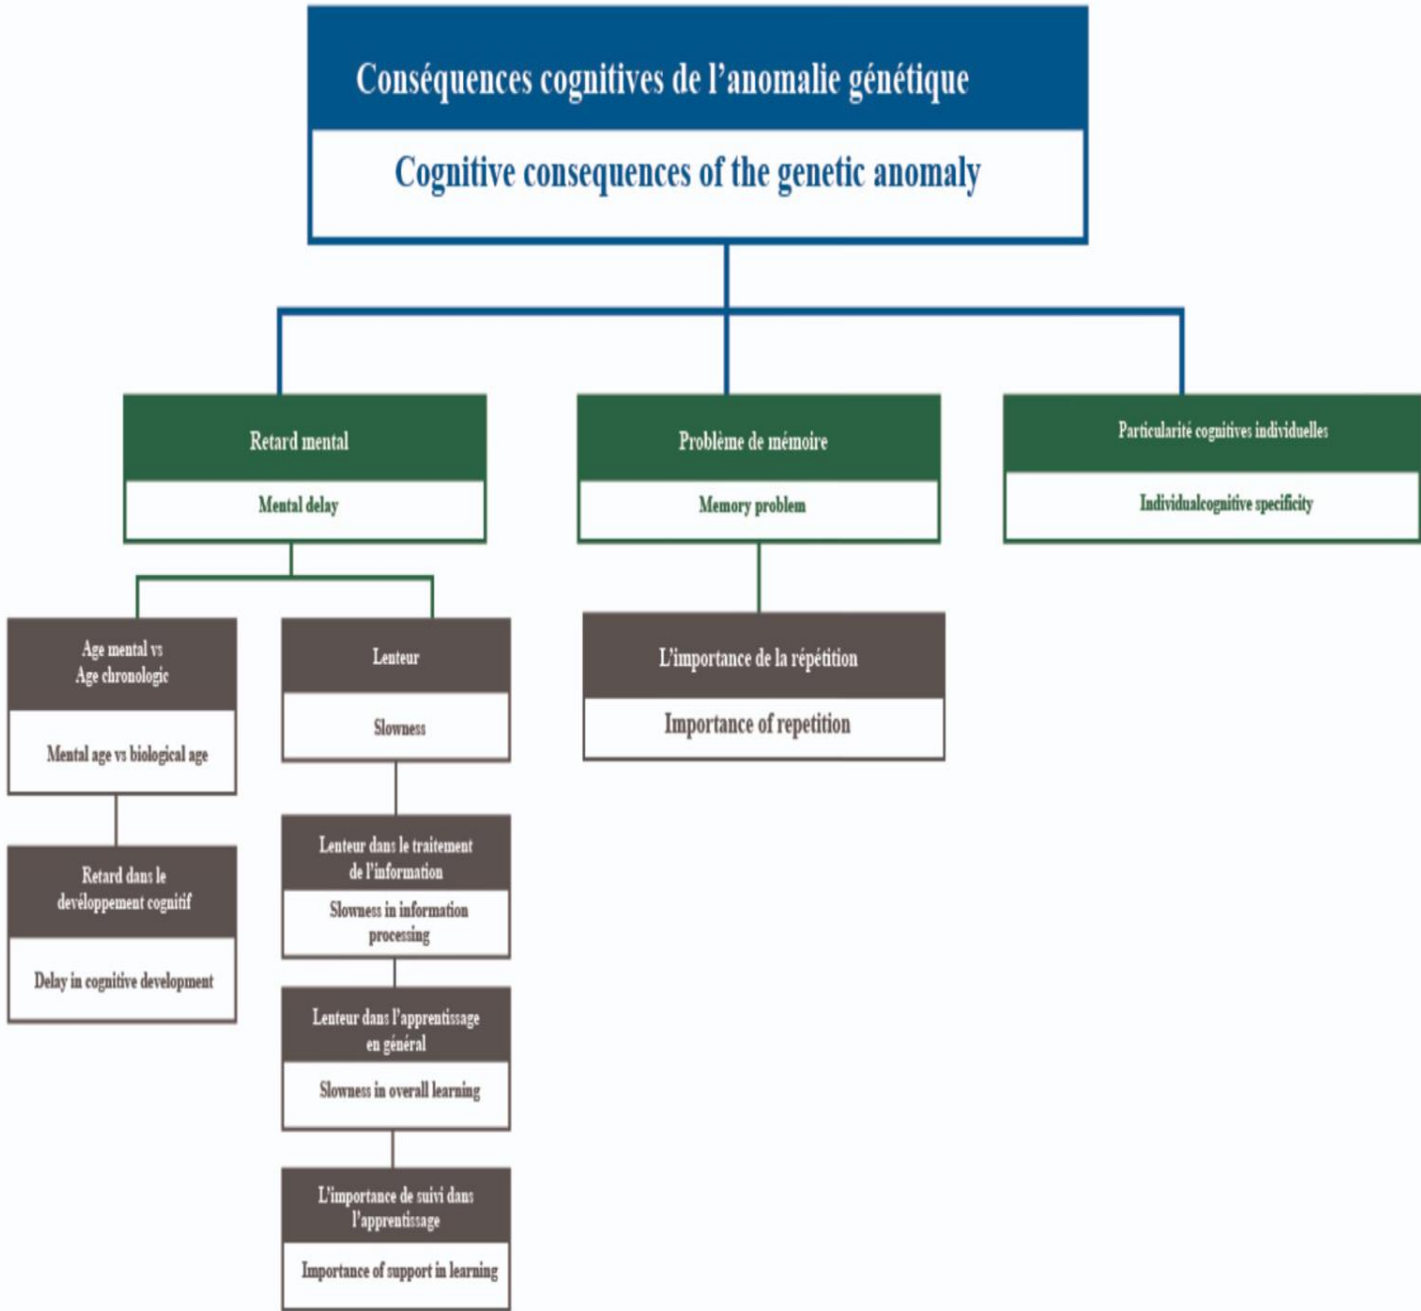 Conséquences cognitives de l'anomalie génétique
Cognitive consequences of the genetic anomaly
Retard mental
Mental delay
Problème de mémoire
Memory problem
Particularité cognitives individuelles
Individualcognitive specificity
Age mental vs
Age chronologic
Mental age vs biological age
Retard dans le
devéloppement cognitif
Delay in cognitive development
Lenteur
Slowness
Lenteur dans le traitement
de l'information
Slowness in information
processing
Lenteur dans l'apprentissage
en général
Slowness in overall learning
L'importance de suivi dans
l'apprentissage
Importance of support in learning
L'importance de la répétition
Importance of repetition